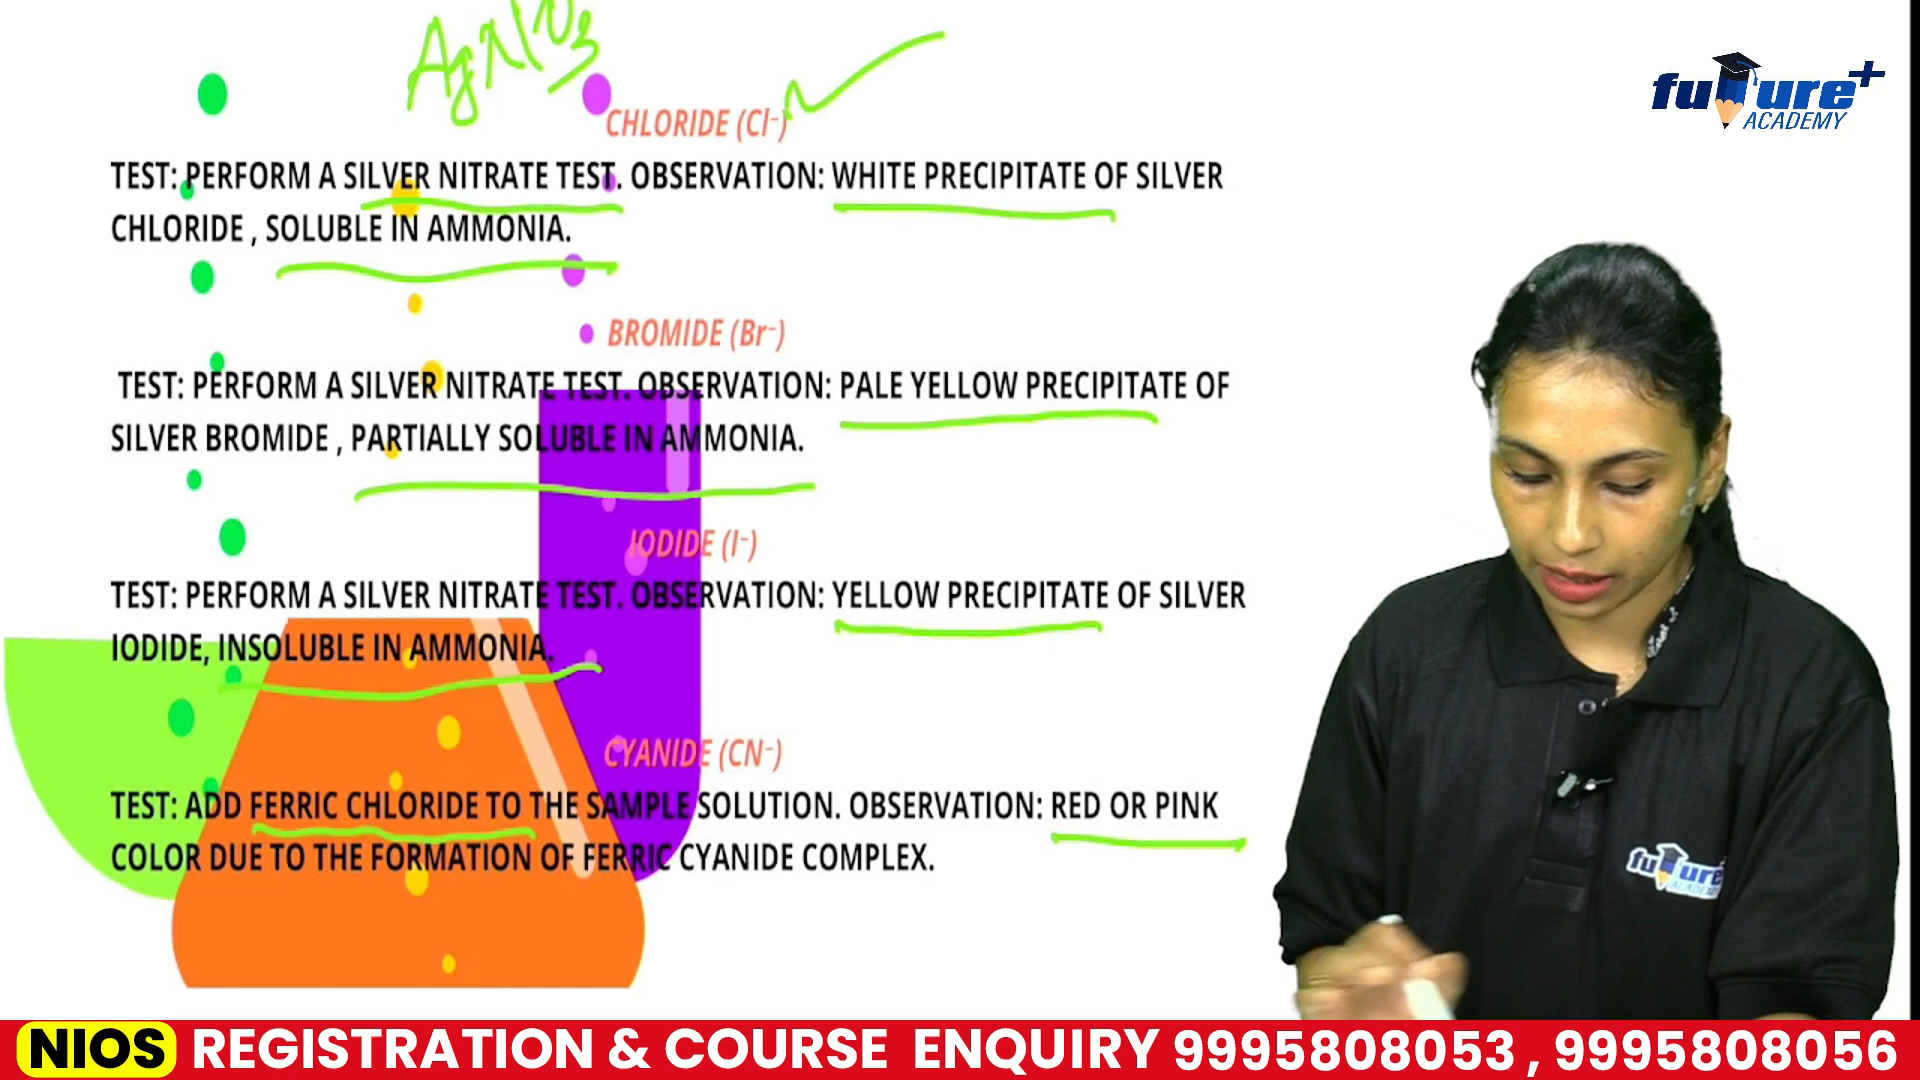 AgNO3
future+
ACADEMY
CHLORIDE (Cl⁻)
TEST: PERFORM A SILVER NITRATE TEST. OBSERVATION: WHITE PRECIPITATE OF SILVER
CHLORIDE , SOLUBLE IN AMMONIA.
BROMIDE (Br⁻)
TEST: PERFORM A SILVER NITRATE TEST. OBSERVATION: PALE YELLOW PRECIPITATE OF
SILVER BROMIDE , PARTIALLY SOLUBLE IN AMMONIA.
IODIDE (I⁻)
TEST: PERFORM A SILVER NITRATE TEST. OBSERVATION: YELLOW PRECIPITATE OF SILVER
IODIDE, INSOLUBLE IN AMMONIA.
CYANIDE (CN⁻)
TEST: ADD FERRIC CHLORIDE TO THE SAMPLE SOLUTION. OBSERVATION: RED OR PINK
COLOR DUE TO THE FORMATION OF FERRIC CYANIDE COMPLEX.
future
ACADEMY
NIOS REGISTRATION & COURSE ENQUIRY 9995808053 , 9995808056